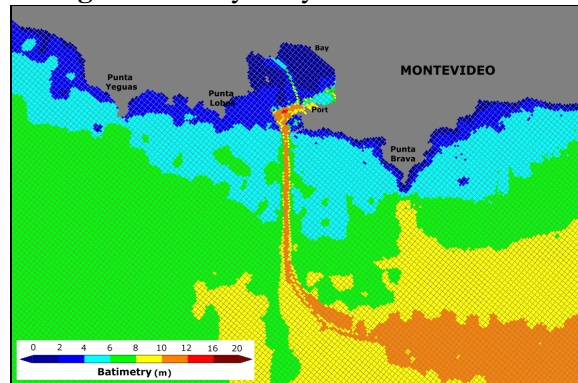 Bay
MONTEVIDEO
Punta
Yeguas
Punta
Lobos
Port
Punta
Brava
0 2 4 6 8 10 12 16 20
Batimetry (m)